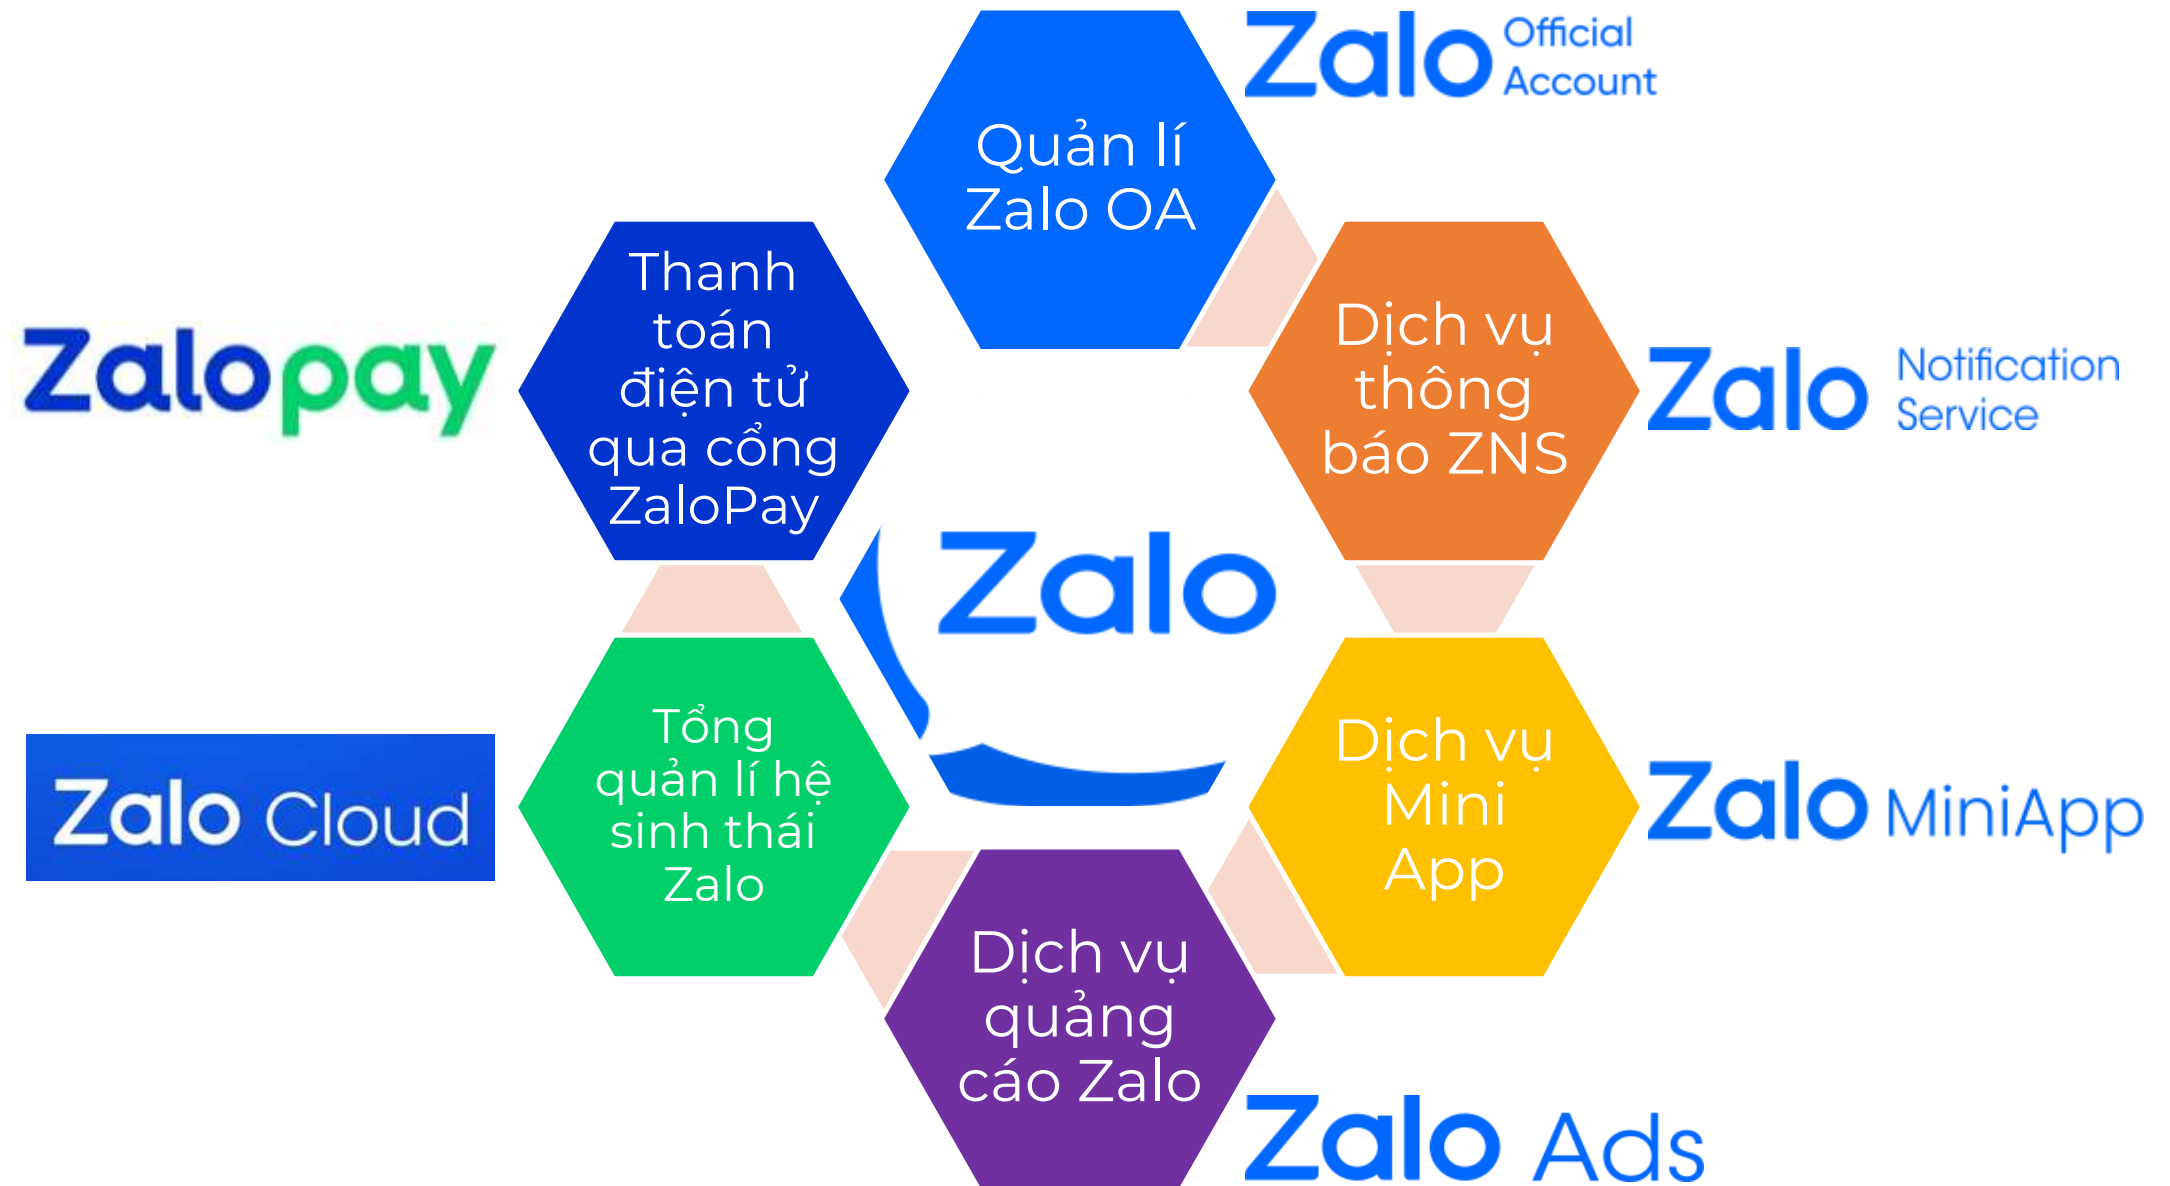 Zalo Official
Account
Quản lí
Zalo OA
Dịch vụ
thông
báo ZNS
Zalo Notification
Service
Dịch vụ
Mini
App
Zalo MiniApp
Dịch vụ
quảng
cáo Zalo
Zalo Ads
Tổng
quản lí hệ
sinh thái
Zalo
Zalo Cloud
Thanh
toán
điện tử
qua cổng
ZaloPay
Zalopay
Zalo